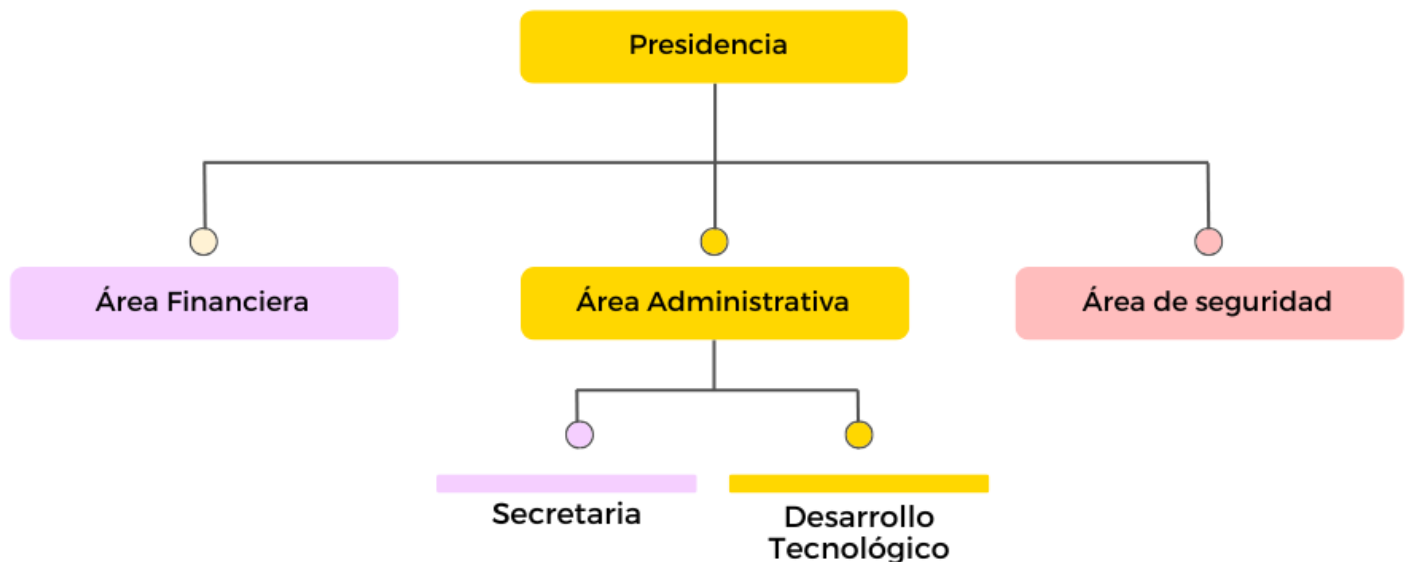 Presidencia
Área Financiera
Área Administrativa
Área de seguridad
Secretaria
Desarrollo
Tecnológico